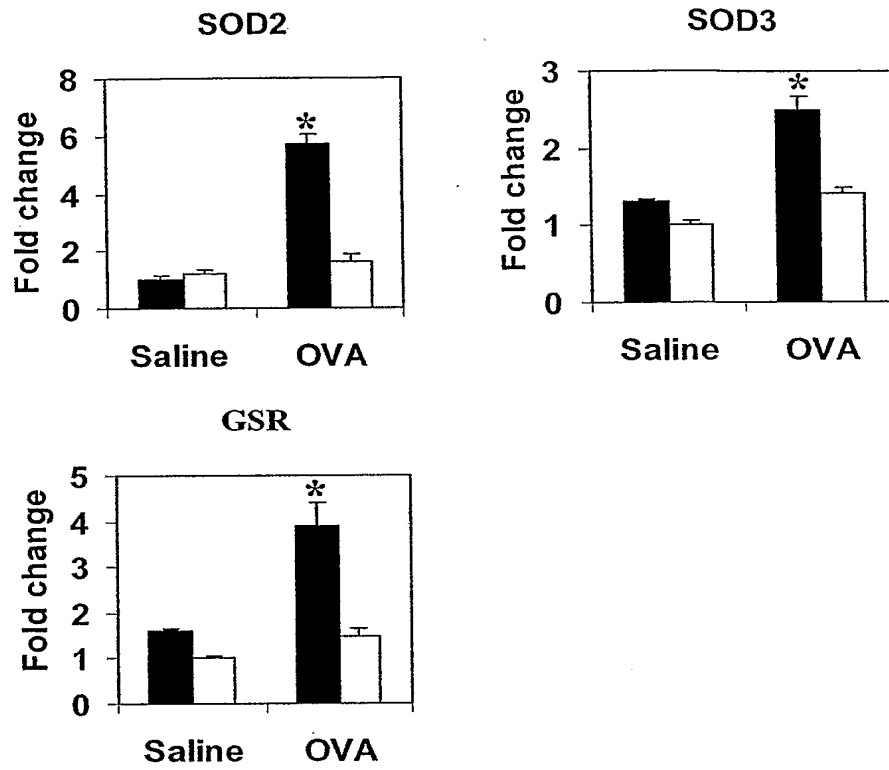 SOD2
Fold change
8
6
4
2
0
*
Saline OVA
SOD3
Fold change
3
2
1
0
*
Saline OVA
GSR
Fold change
5
4
3
2
1
0
*
Saline OVA